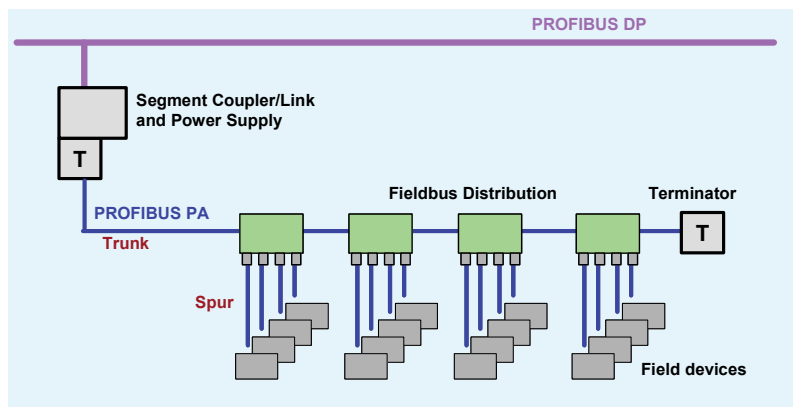 PROFIBUS DP
Segment Coupler/Link
and Power Supply
T
PROFIBUS PA
Trunk
Fieldbus Distribution
Terminator
T
Spur
Field devices